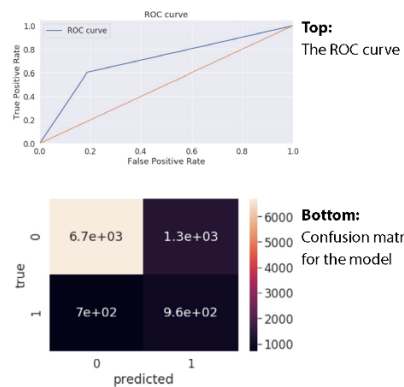 ROC curve
ROC curve
1.0
0.8
0.6
0.4
0.2
0.0
True Positive Rate
0.0 0.2 0.4 0.6 0.8 1.0
False Positive Rate
Top:
The ROC curve
0 6.7e+03 1.3e+03
1 7e+02 9.6e+02
true
0 1
predicted
6000
5000
4000
3000
2000
1000
Bottom:
Confusion matr
for the model